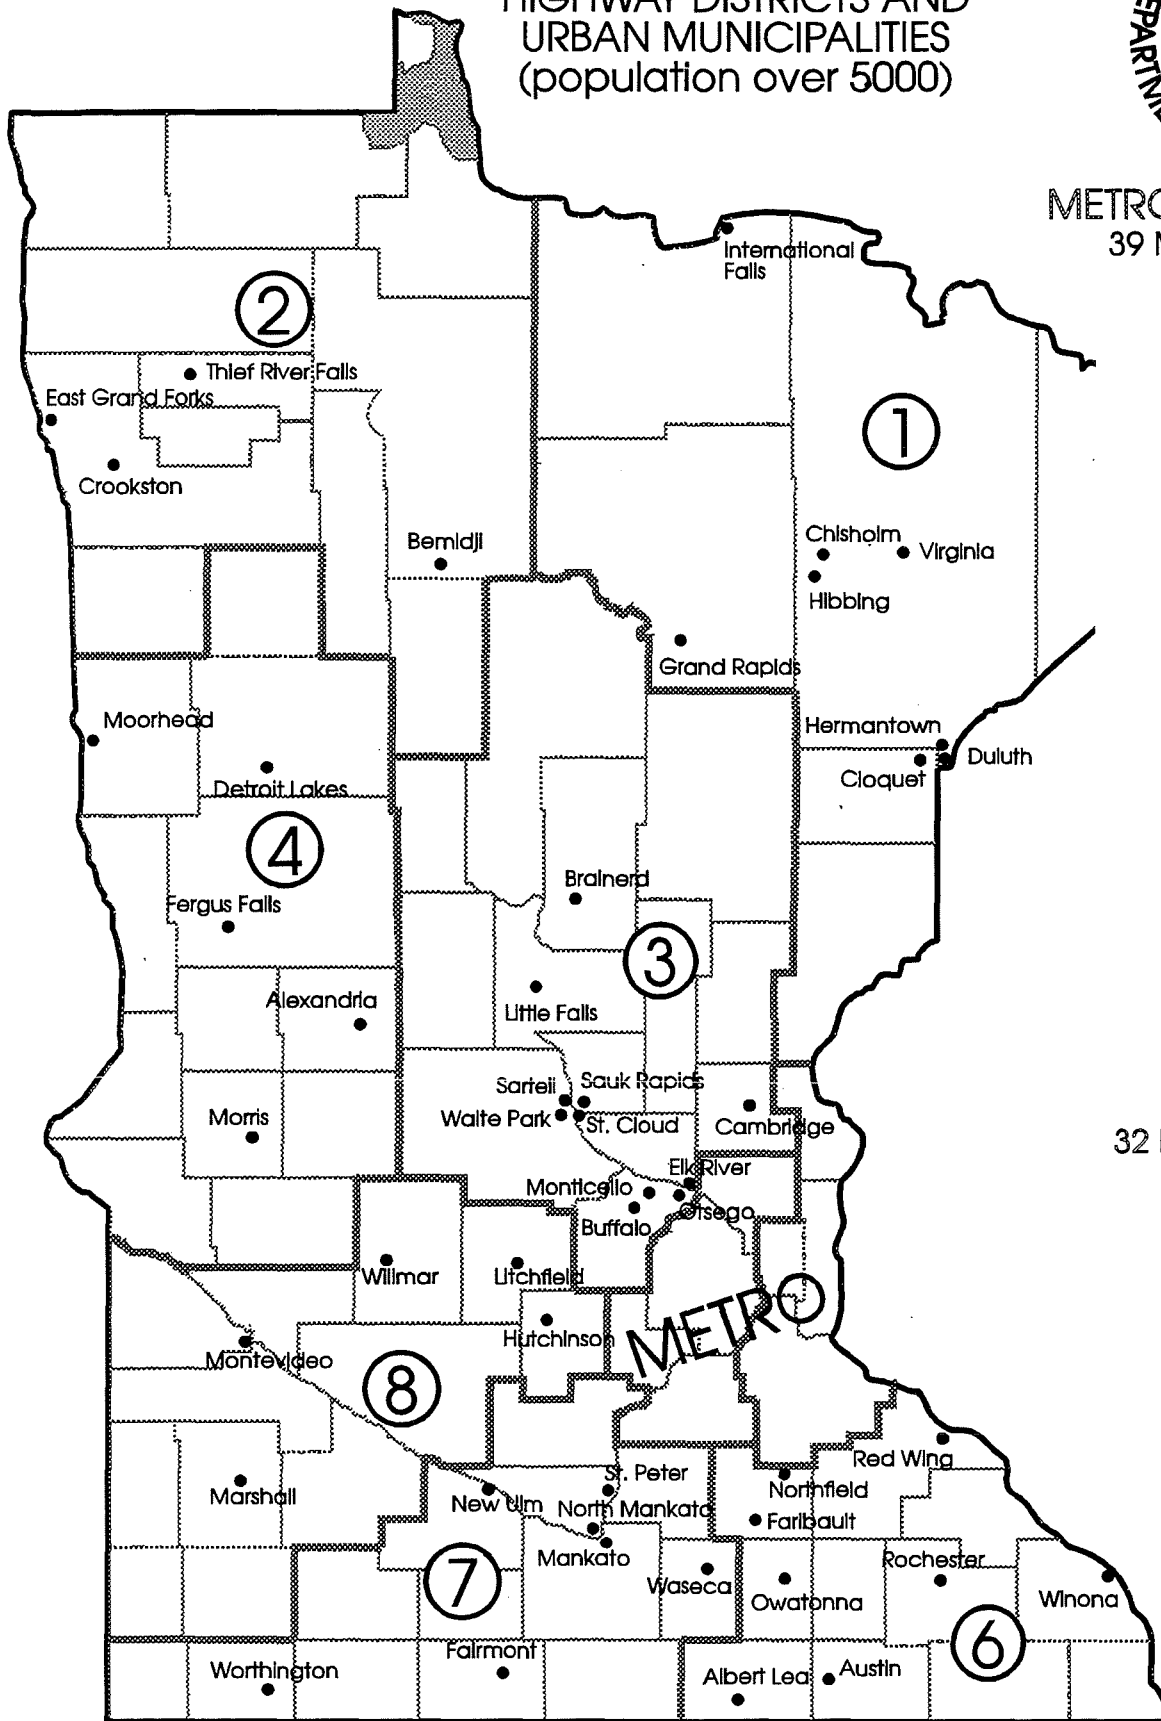 HIGHWAY DISTRICTS AND
URBAN MUNICIPALITIES
(population over 5000)
EPARTM
METRO
39
International
Falls
2
Thief River Falls
East Grand Forks
1
Crookston
Chisholm
Virginia
Bemidji
Hibbing
Grand Rapids
Moorhead
Hermantown
Duluth
Cloquet
Detroit Lakes
4
Brainerd
Fergus Falls
3
Alexandria
Little Falls
Sartell
Sauk Rapids
Morris
Waite Park
St. Cloud
Cambridge
32
Elk River
Monticello
Otsego
Buffalo
Willmar
Litchfield
METRO
Hutchinson
Montevideo
8
Red Wing
St. Peter
Northfield
Marshall
New Ulm
North Mankato
Faribault
Mankato
Rochester
7
Waseca
Owatonna
Winona
6
Fairmont
Worthington
Albert Lea
Austin